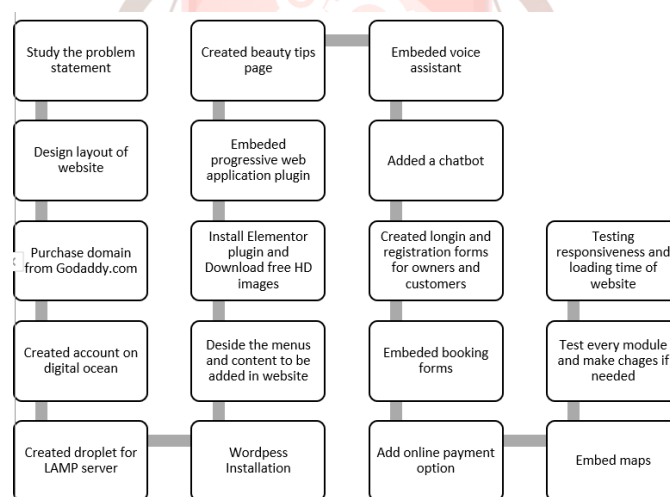 Study the problem
statement
Design layout of
website
Purchase domain
from Godaddy.com
Created account on
digital ocean
Created droplet for
LAMP server
Wordpess
Installation
Deside the menus
and content to be
added in website
Install Elementor
plugin and
Download free HD
images
Embeded
progressive web
application plugin
Created beauty tips
page
Embeded voice
assistant
Added a chatbot
Created longin and
registration forms
for owners and
customers
Embeded booking
forms
Add online payment
option
Embed maps
Test every module
and make chages if
needed
Testing
responsiveness and
loading time of
website